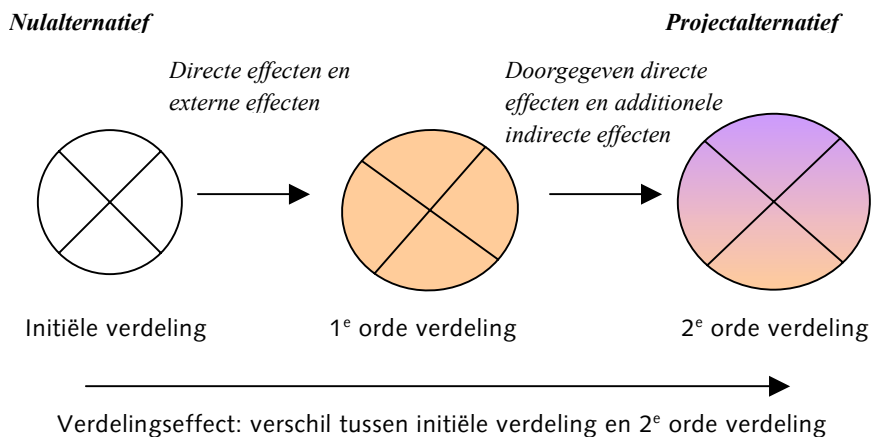 Nulalternatief
Projectalternatief
Directe effecten en
externe effecten
Doorgegeven directe
effecten en additionele
indirecte effecten
Initiële verdeling
1e orde verdeling
2e orde verdeling
Verdelingseffect: verschil tussen initiële verdeling en 2e orde verdeling